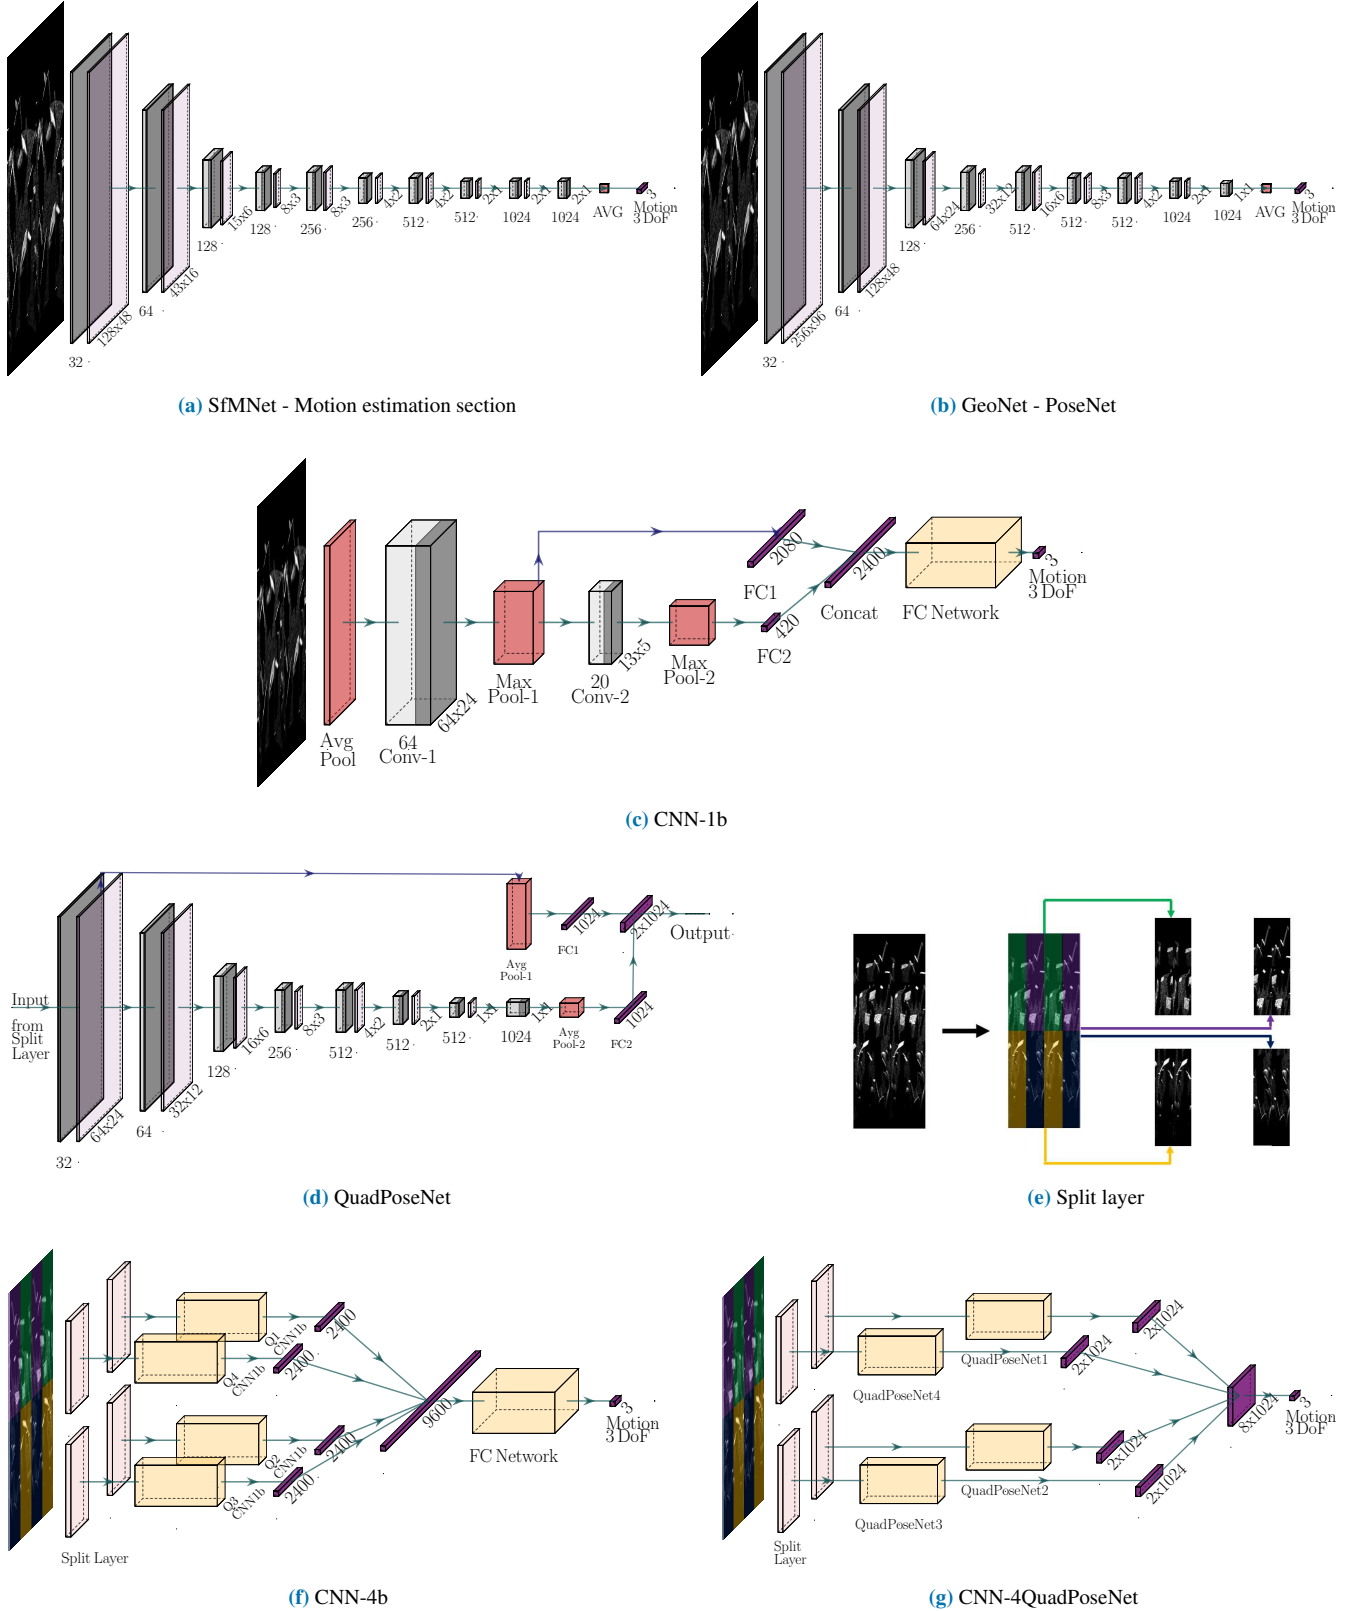 32
128x48
64
43x16
128
15x6
128
8x3
256
8x3
256
4x2
512
4x2
512
2x1
1024
2x1
1024
2x1
AVG
3
Motion
3 DoF
(a) SfMNet - Motion estimation section
32
256x96
64
128x48
128
64x24
256
32x12
512
16x6
512
8x3
512
4x2
1024
2x1
1024
1x1
AVG
3
Motion
3 DoF
(b) GeoNet - PoseNet
Avg
Pool
64
Conv-1
64x24
Max
Pool-1
20
Conv-2
13x5
Max
Pool-2
FC1
2080
FC2
420
Concat
2400
FC Network
3
Motion
3 DoF
(c) CNN-1b
Input
from
Split
Layer
32
64x24
64
32x12
128
16x6
256
8x3
512
4x2
512
2x1
512
1x1
1024
1x1
Avg
Pool-2
FC2
1024
Avg
Pool-1
FC1
1024
2x1024
Output
(d) QuadPoseNet
(e) Split layer
Split Layer
Q1
CNN1b
2400
Q4
CNN1b
2400
Q2
CNN1b
2400
Q3
CNN1b
2400
9600
FC Network
3
Motion
3 DoF
(f) CNN-4b
Split
Layer
QuadPoseNet1
2x1024
QuadPoseNet4
2x1024
QuadPoseNet2
2x1024
QuadPoseNet3
2x1024
8x1024
3
Motion
3 DoF
(g) CNN-4QuadPoseNet